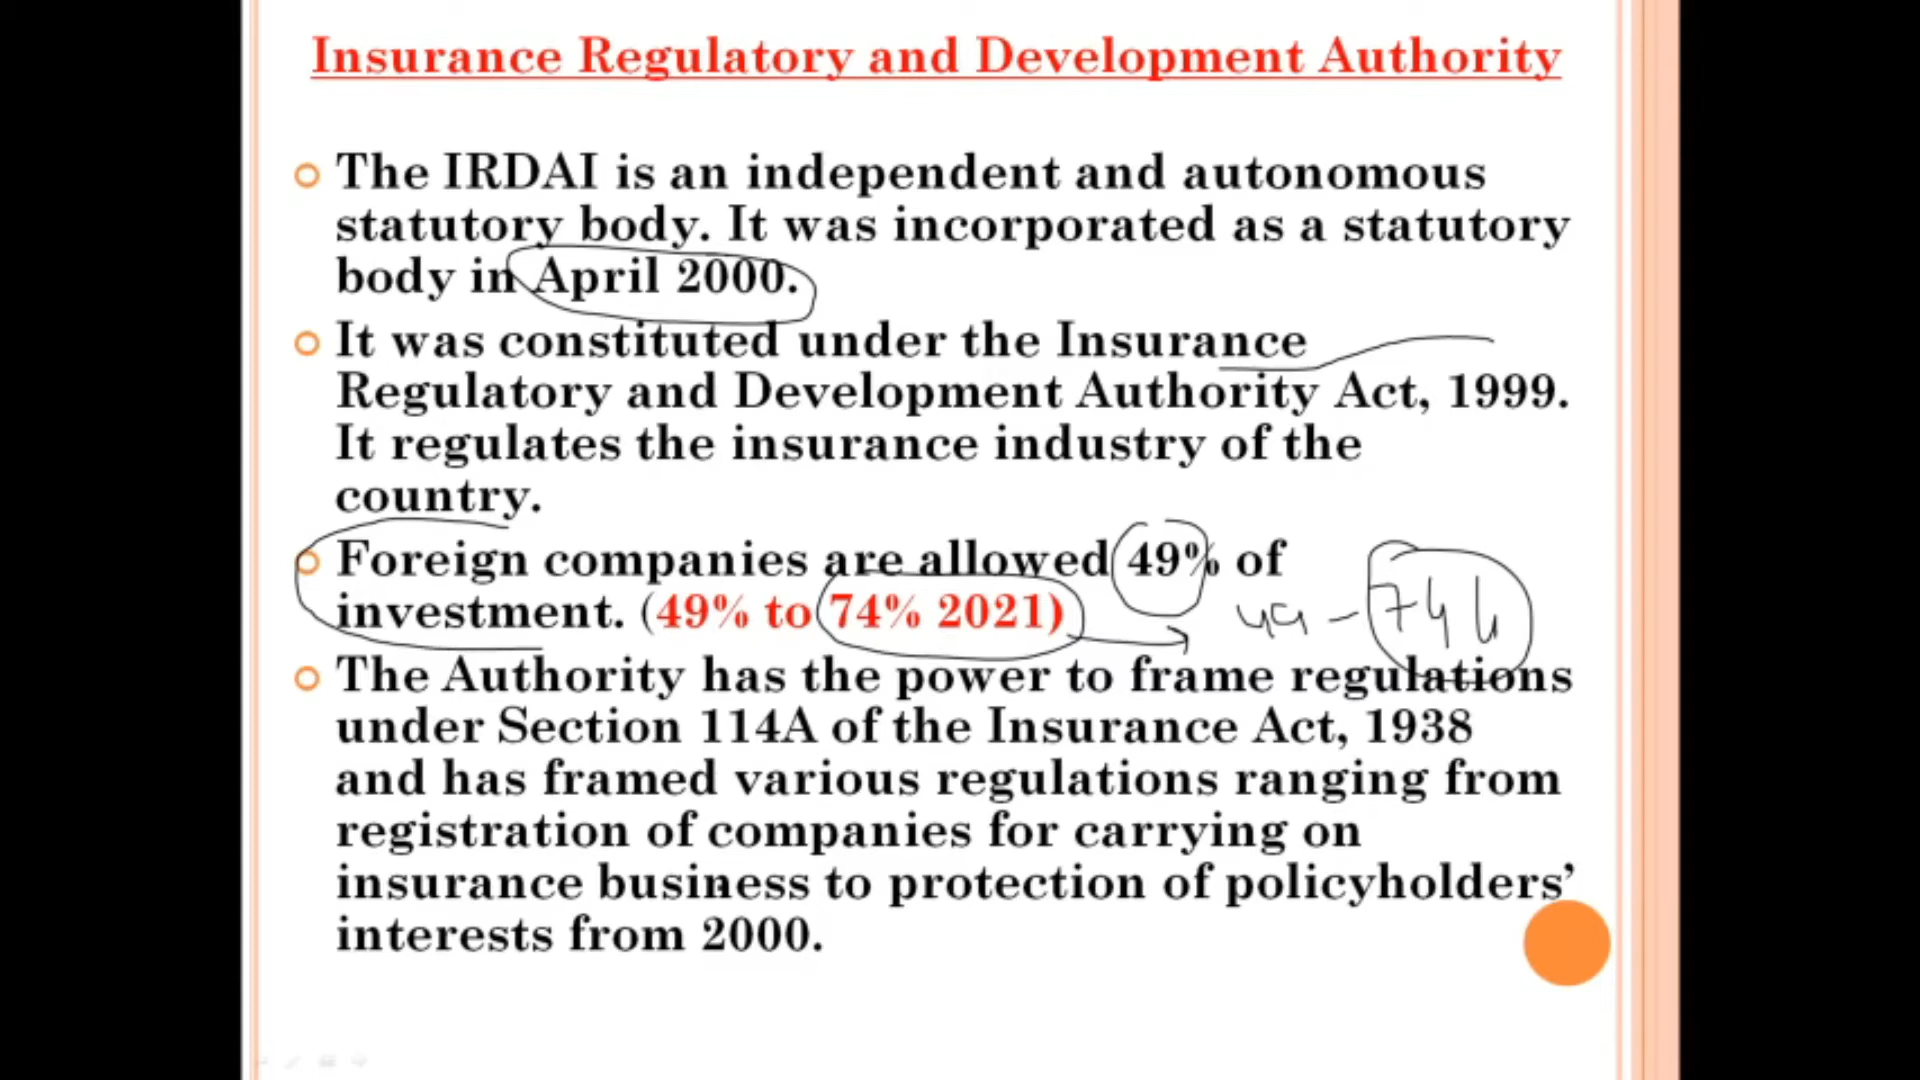 Insurance Regulatory and Development Authority
The IRDAI is an independent and autonomous
statutory body. It was incorporated as a statutory
body in April 2000.
It was constituted under the Insurance
Regulatory and Development Authority Act, 1999.
It regulates the insurance industry of the
country.
Foreign companies are allowed 49% of
investment. (49% to 74% 2021)
49 - 74
The Authority has the power to frame regulations
under Section 114A of the Insurance Act, 1938
and has framed various regulations ranging from
registration of companies for carrying on
insurance business to protection of policyholders’
interests from 2000.